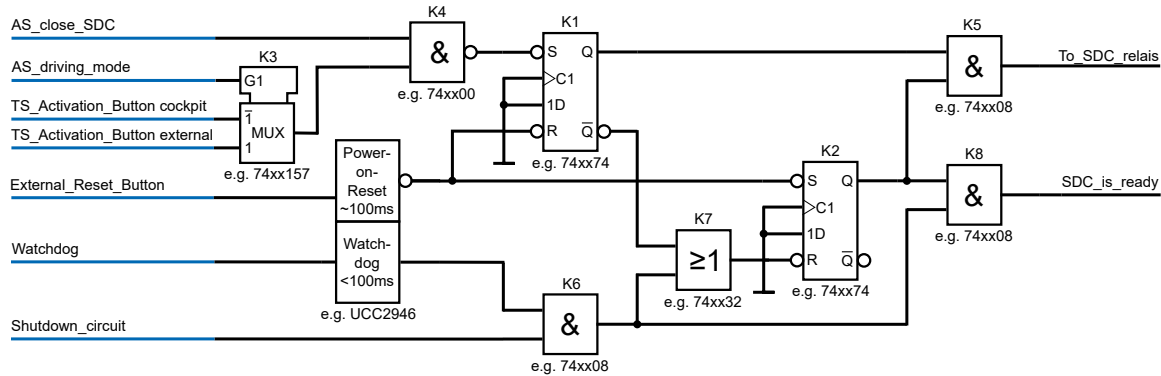 AS_close_SDC
AS_driving_mode
TS_Activation_Button cockpit
TS_Activation_Button external
External_Reset_Button
Watchdog
Shutdown_circuit
K3
G1
1̅
MUX
1
e.g. 74xx157
Power-
on-
Reset
~100ms
Watch-
dog
<100ms
e.g. UCC2946
K4
&
e.g. 74xx00
K1
S Q
C1
1D
R Q̅
e.g. 74xx74
K6
&
e.g. 74xx08
K7
≥1
e.g. 74xx32
K2
S Q
C1
1D
R Q̅
e.g. 74xx74
K5
&
e.g. 74xx08
To_SDC_relais
K8
&
e.g. 74xx08
SDC_is_ready